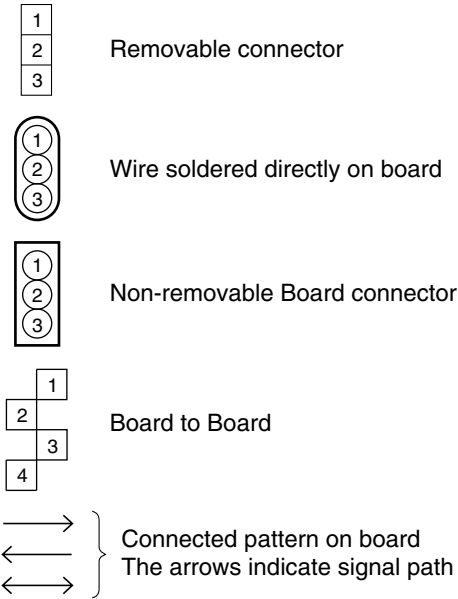 1
2
3
Removable connector
1
2
3
Wire soldered directly on board
1
2
3
Non-removable Board connector
1
2
3
4
Board to Board
Connected pattern on board
The arrows indicate signal path